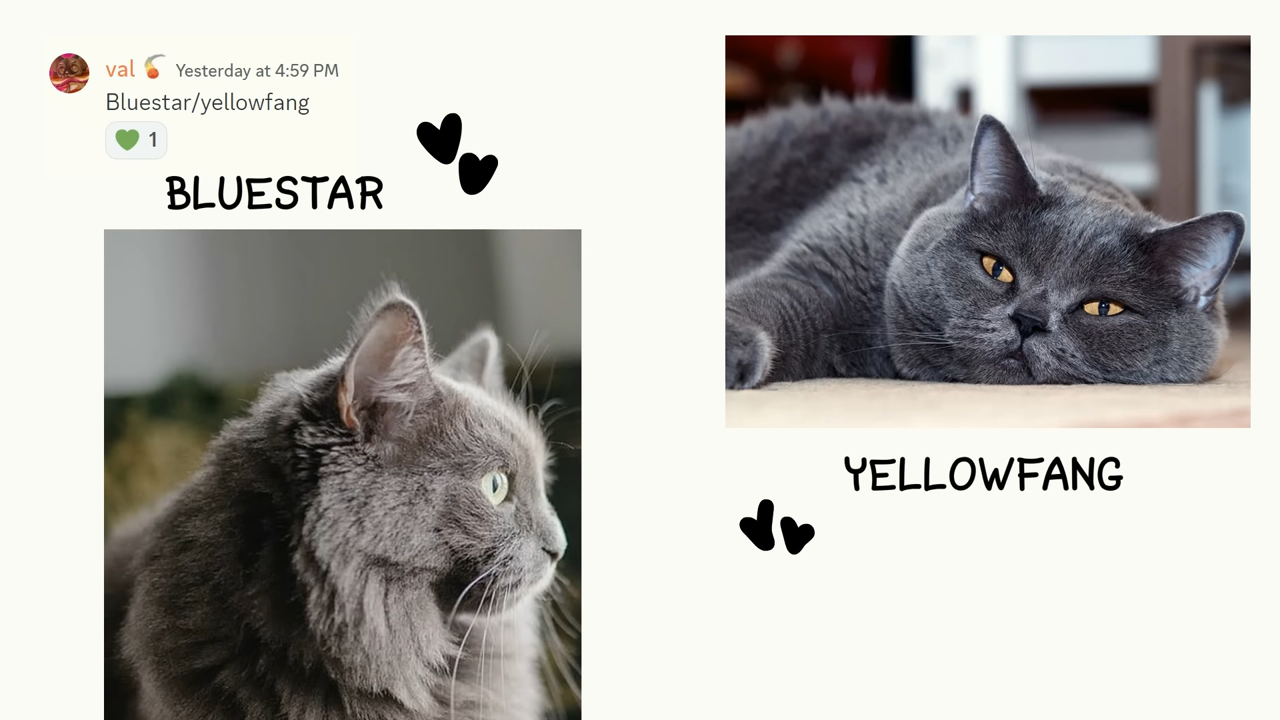 val Yesterday at 4:59 PM
Bluestar/yellowfang
1
BLUESTAR
YELLOWFANG